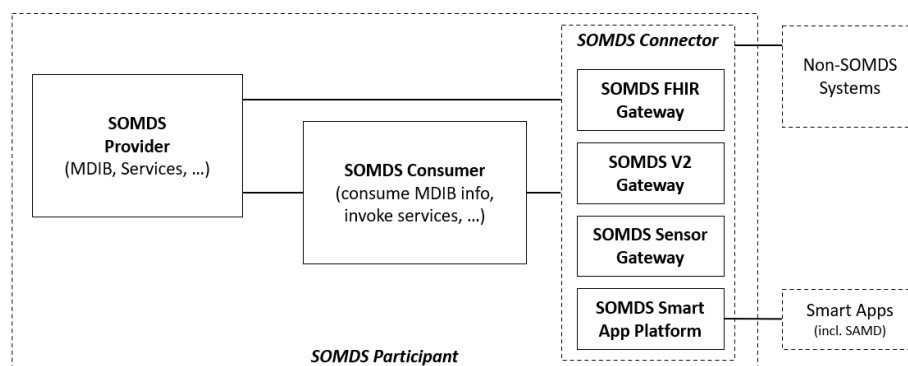 SOMDS Connector
Non-SOMDS
Systems
SOMDS FHIR
Gateway
SOMDS
Provider
(MDIB, Services, ...)
SOMDS Consumer
(consume MDIB info,
invoke services, ...)
SOMDS V2
Gateway
SOMDS Sensor
Gateway
SOMDS Smart
App Platform
Smart Apps
(incl. SAMD)
SOMDS Participant